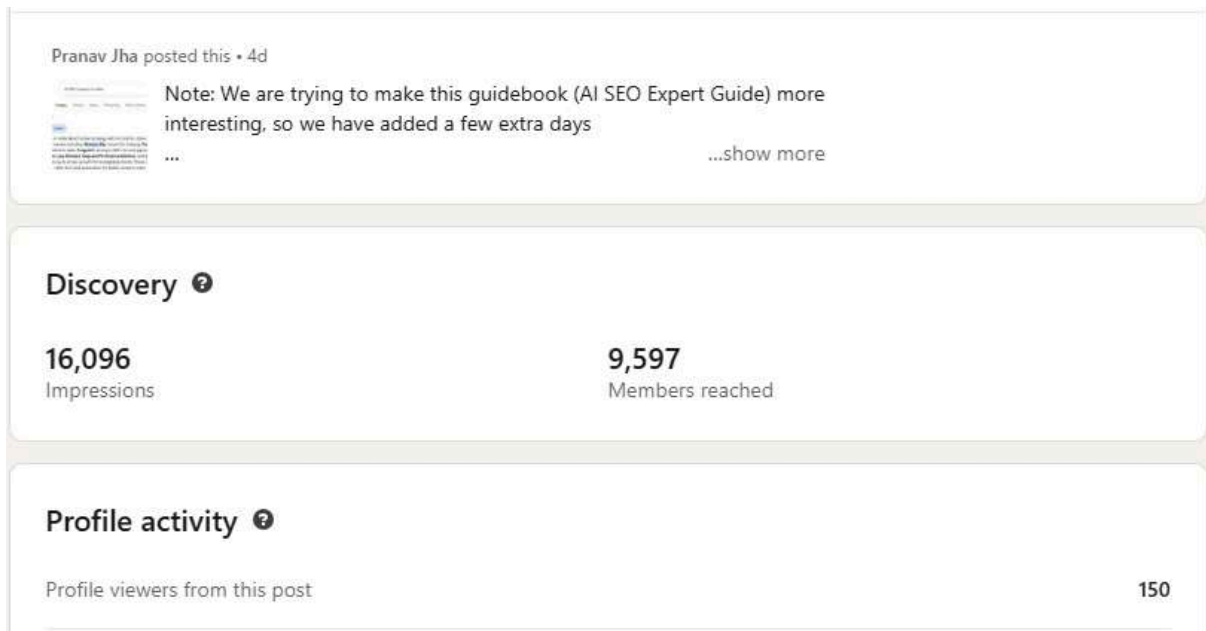 Pranav Jha posted this • 4d
Note: We are trying to make this guidebook (AI SEO Expert Guide) more
interesting, so we have added a few extra days
...
...show more
Discovery
16,096
Impressions
9,597
Members reached
Profile activity
Profile viewers from this post
150